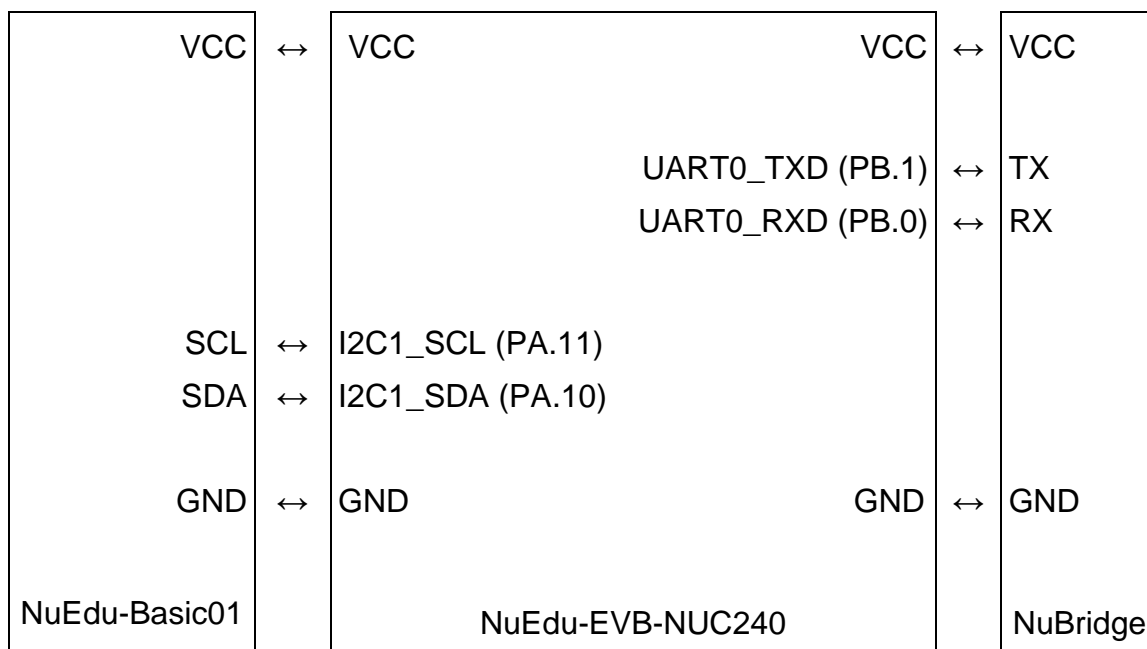 VCC ↔ VCC VCC ↔ VCC
UART0_TXD (PB.1) ↔ TX
UART0_RXD (PB.0) ↔ RX
SCL ↔ I2C1_SCL (PA.11)
SDA ↔ I2C1_SDA (PA.10)
GND ↔ GND GND ↔ GND
NuEdu-Basic01 NuEdu-EVB-NUC240 NuBridge